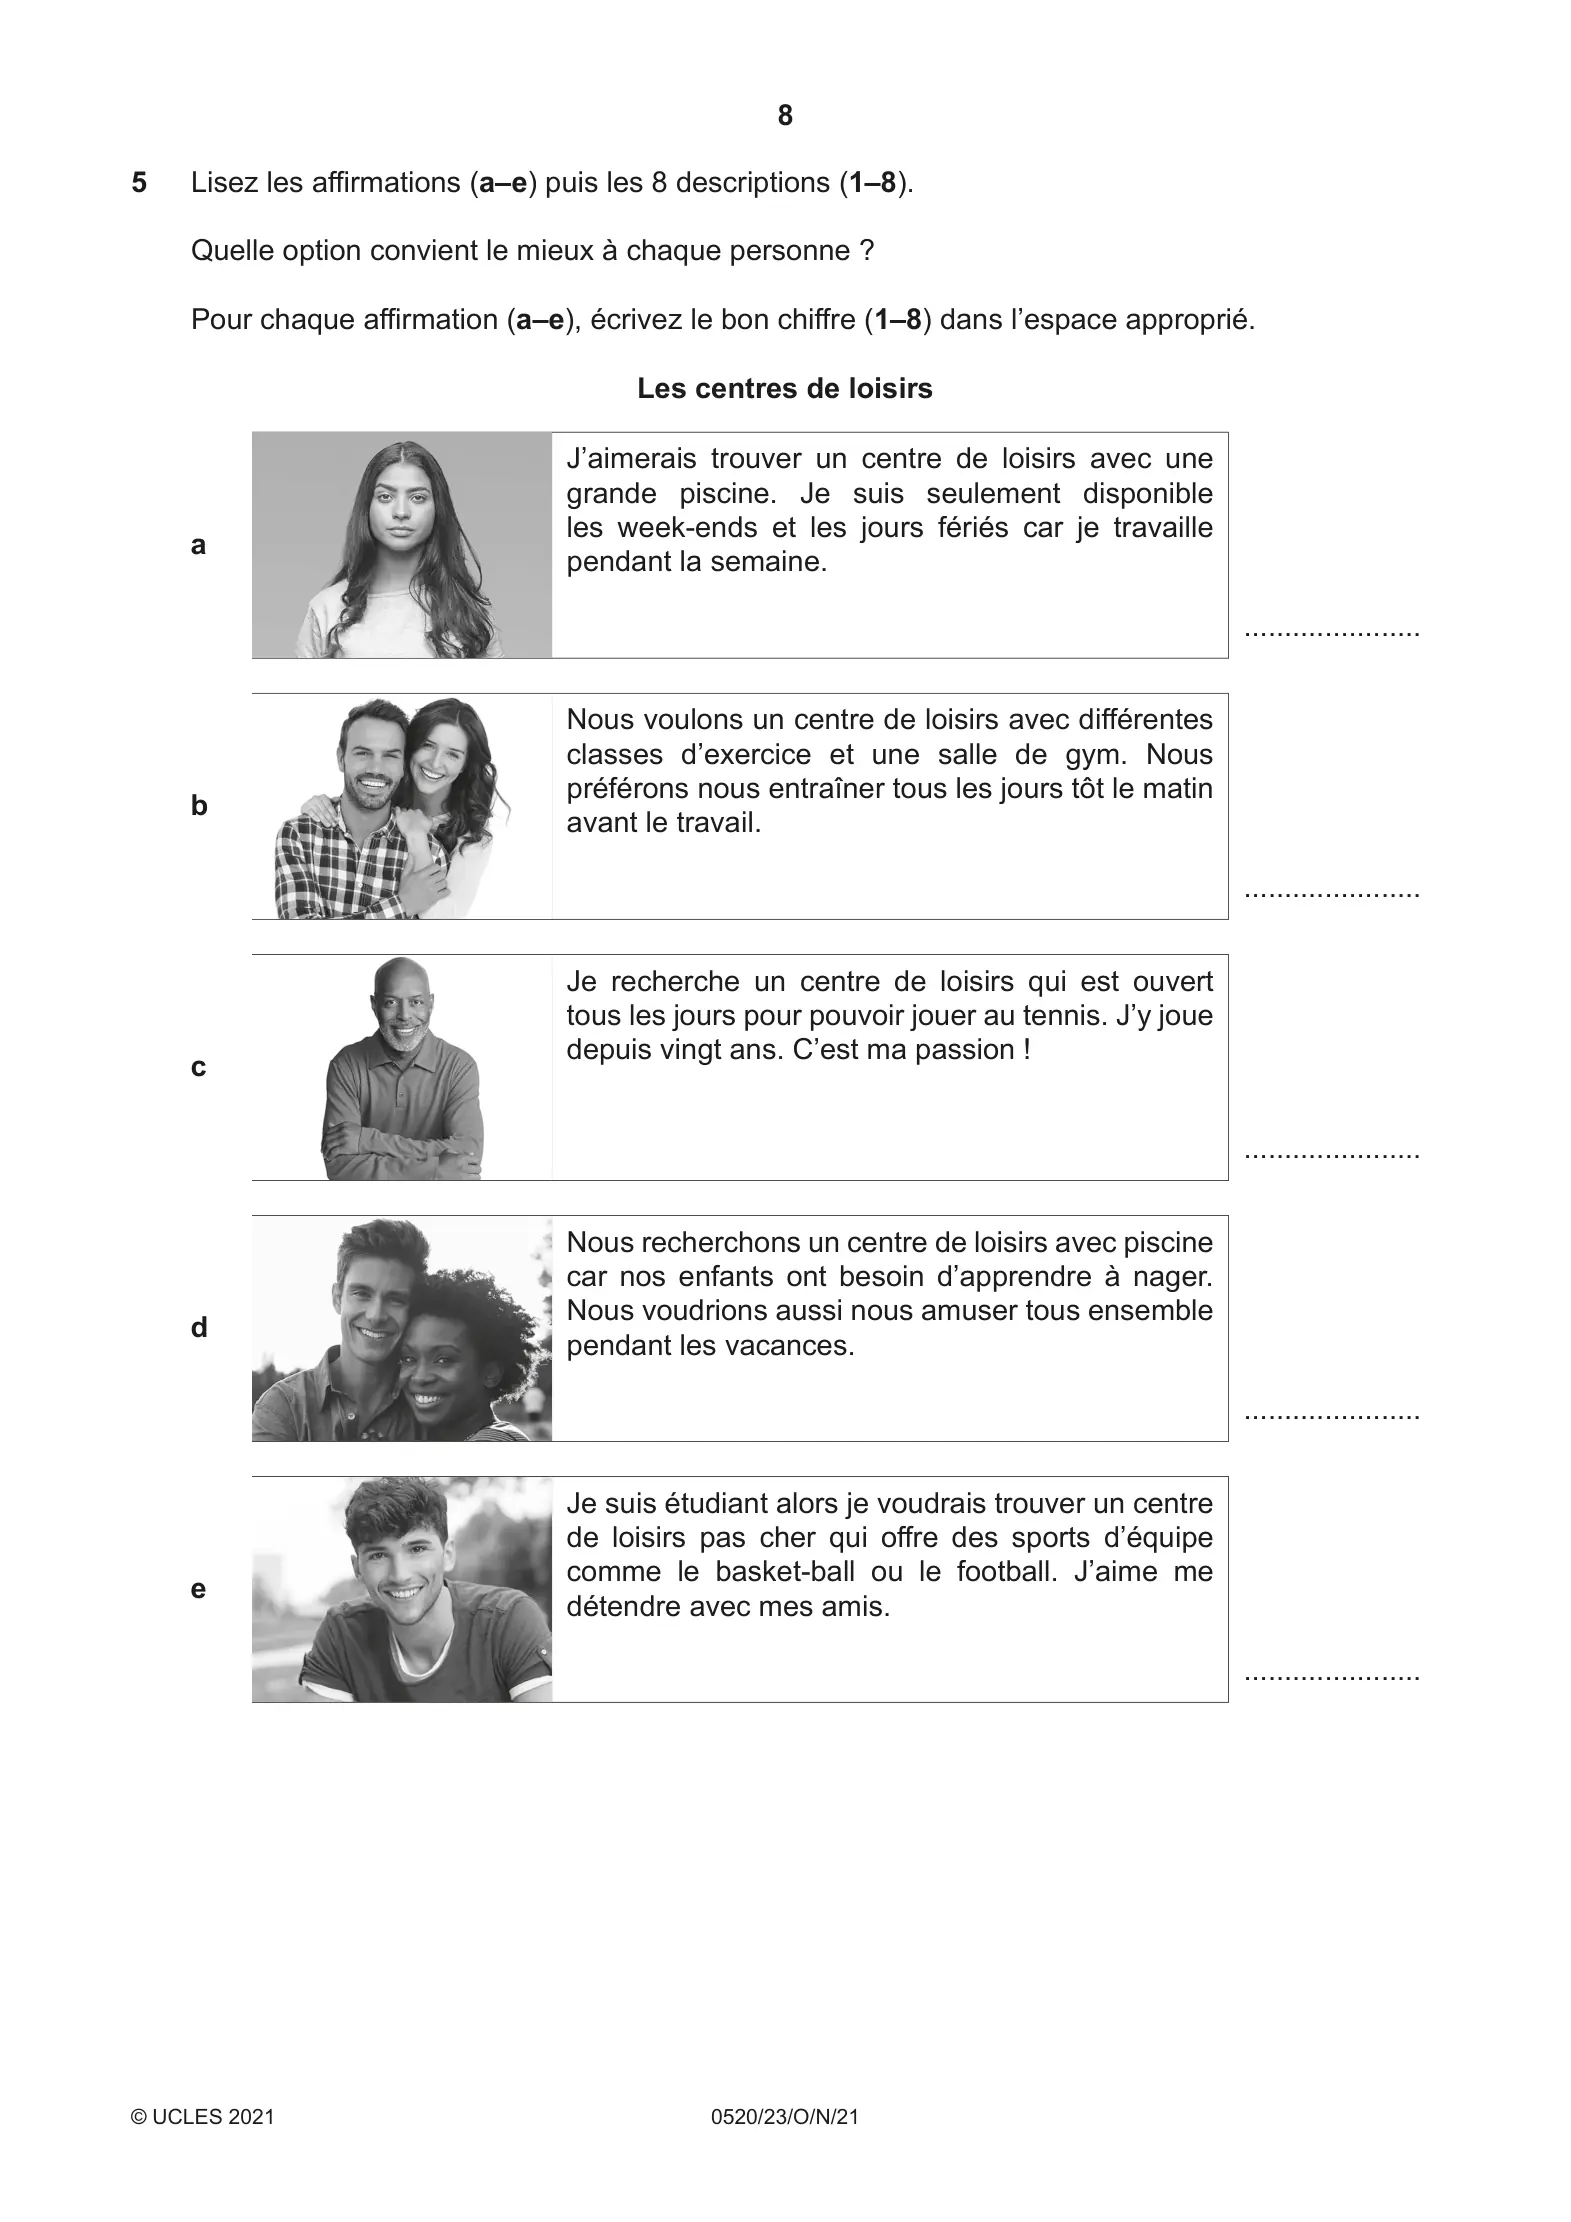 8
5 Lisez les affirmations (a–e) puis les 8 descriptions (1–8).
Quelle option convient le mieux à chaque personne ?
Pour chaque affirmation (a–e), écrivez le bon chiffre (1–8) dans l’espace approprié.
Les centres de loisirs
a
J’aimerais trouver un centre de loisirs avec une
grande piscine. Je suis seulement disponible
les week-ends et les jours fériés car je travaille
pendant la semaine.
......................
b
Nous voulons un centre de loisirs avec différentes
classes d’exercice et une salle de gym. Nous
préférons nous entraîner tous les jours tôt le matin
avant le travail.
......................
c
Je recherche un centre de loisirs qui est ouvert
tous les jours pour pouvoir jouer au tennis. J’y joue
depuis vingt ans. C’est ma passion !
......................
d
Nous recherchons un centre de loisirs avec piscine
car nos enfants ont besoin d’apprendre à nager.
Nous voudrions aussi nous amuser tous ensemble
pendant les vacances.
......................
e
Je suis étudiant alors je voudrais trouver un centre
de loisirs pas cher qui offre des sports d’équipe
comme le basket-ball ou le football. J’aime me
détendre avec mes amis.
......................
© UCLES 2021 0520/23/O/N/21